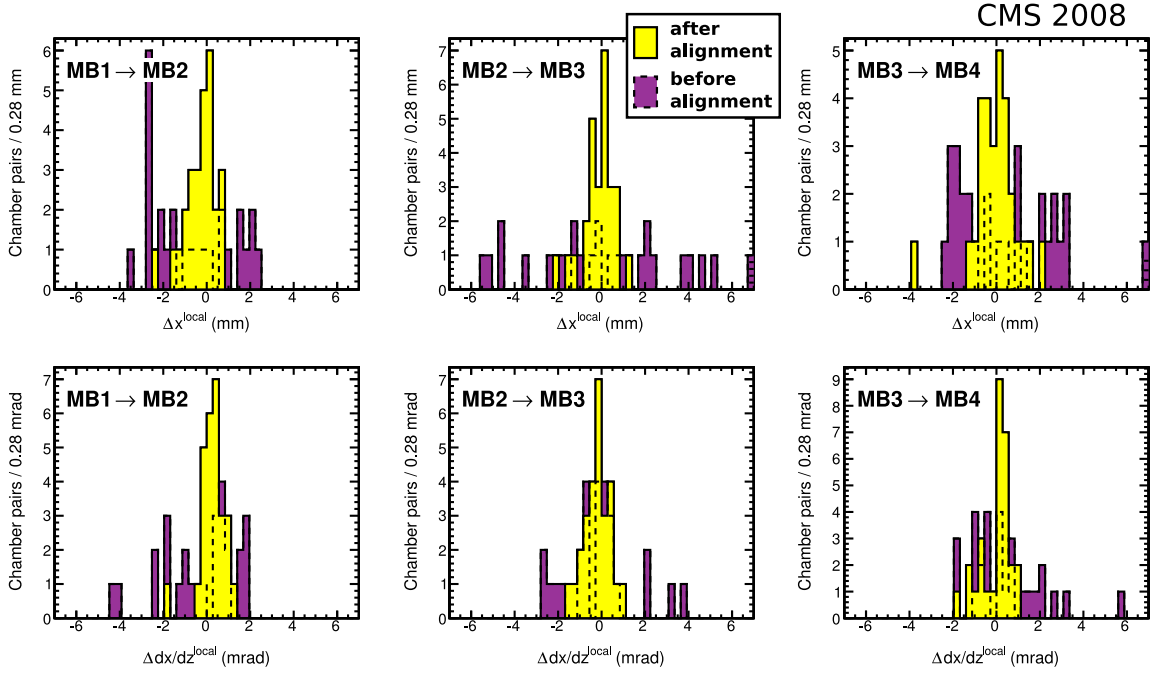 CMS 2008
after
alignment
before
alignment
MB1 → MB2
Chamber pairs / 0.28 mm
0 1 2 3 4 5 6
-6 -4 -2 0 2 4 6
Δx^local (mm)
MB2 → MB3
Chamber pairs / 0.28 mm
0 1 2 3 4 5 6 7
-6 -4 -2 0 2 4 6
Δx^local (mm)
MB3 → MB4
Chamber pairs / 0.28 mm
0 1 2 3 4 5
-6 -4 -2 0 2 4 6
Δx^local (mm)
MB1 → MB2
Chamber pairs / 0.28 mrad
0 1 2 3 4 5 6 7
-6 -4 -2 0 2 4 6
Δdx/dz^local (mrad)
MB2 → MB3
Chamber pairs / 0.28 mrad
0 1 2 3 4 5 6 7
-6 -4 -2 0 2 4 6
Δdx/dz^local (mrad)
MB3 → MB4
Chamber pairs / 0.28 mrad
0 1 2 3 4 5 6 7 8 9
-6 -4 -2 0 2 4 6
Δdx/dz^local (mrad)